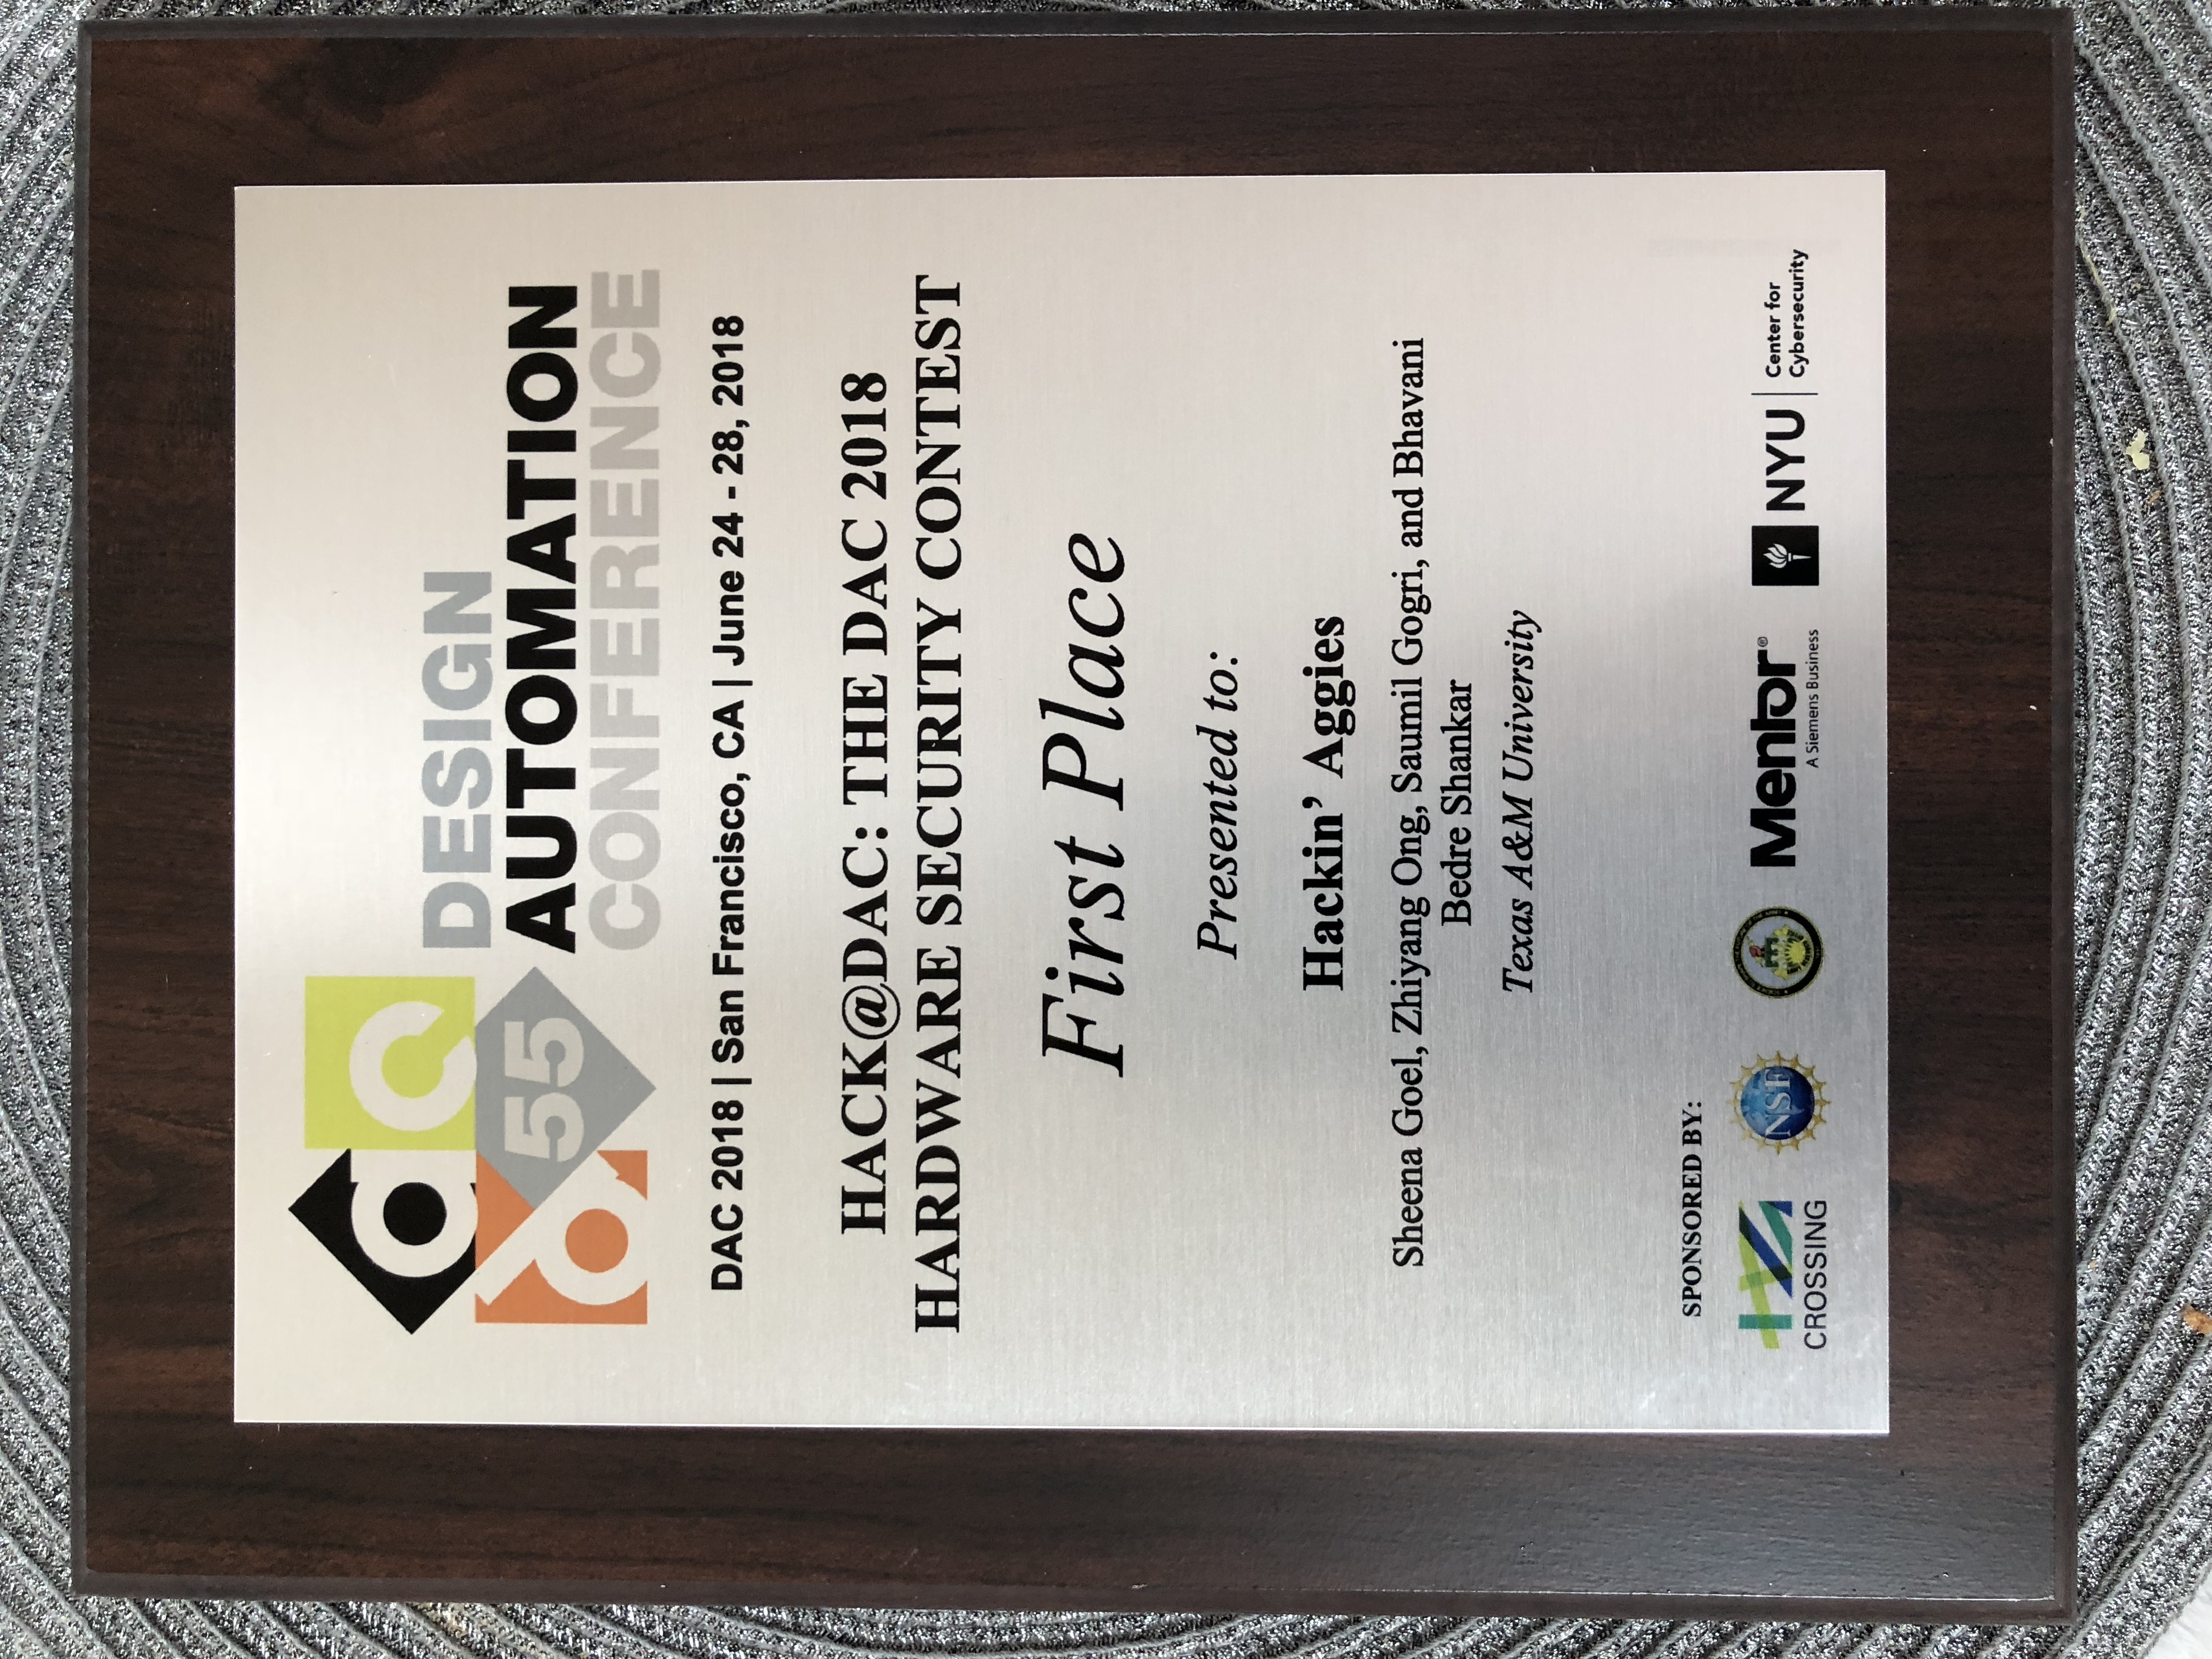 dac 55
DESIGN
AUTOMATION
CONFERENCE
DAC 2018 | San Francisco, CA | June 24 - 28, 2018
HACK@DAC: THE DAC 2018
HARDWARE SECURITY CONTEST
First Place
Presented to:
Hackin’ Aggies
Sheena Goel, Zhiyang Ong, Saumil Gogri, and Bhavani
Bedre Shankar
Texas A&M University
SPONSORED BY:
CROSSING
NSF
Mentor®
A Siemens Business
NYU
Center for
Cybersecurity